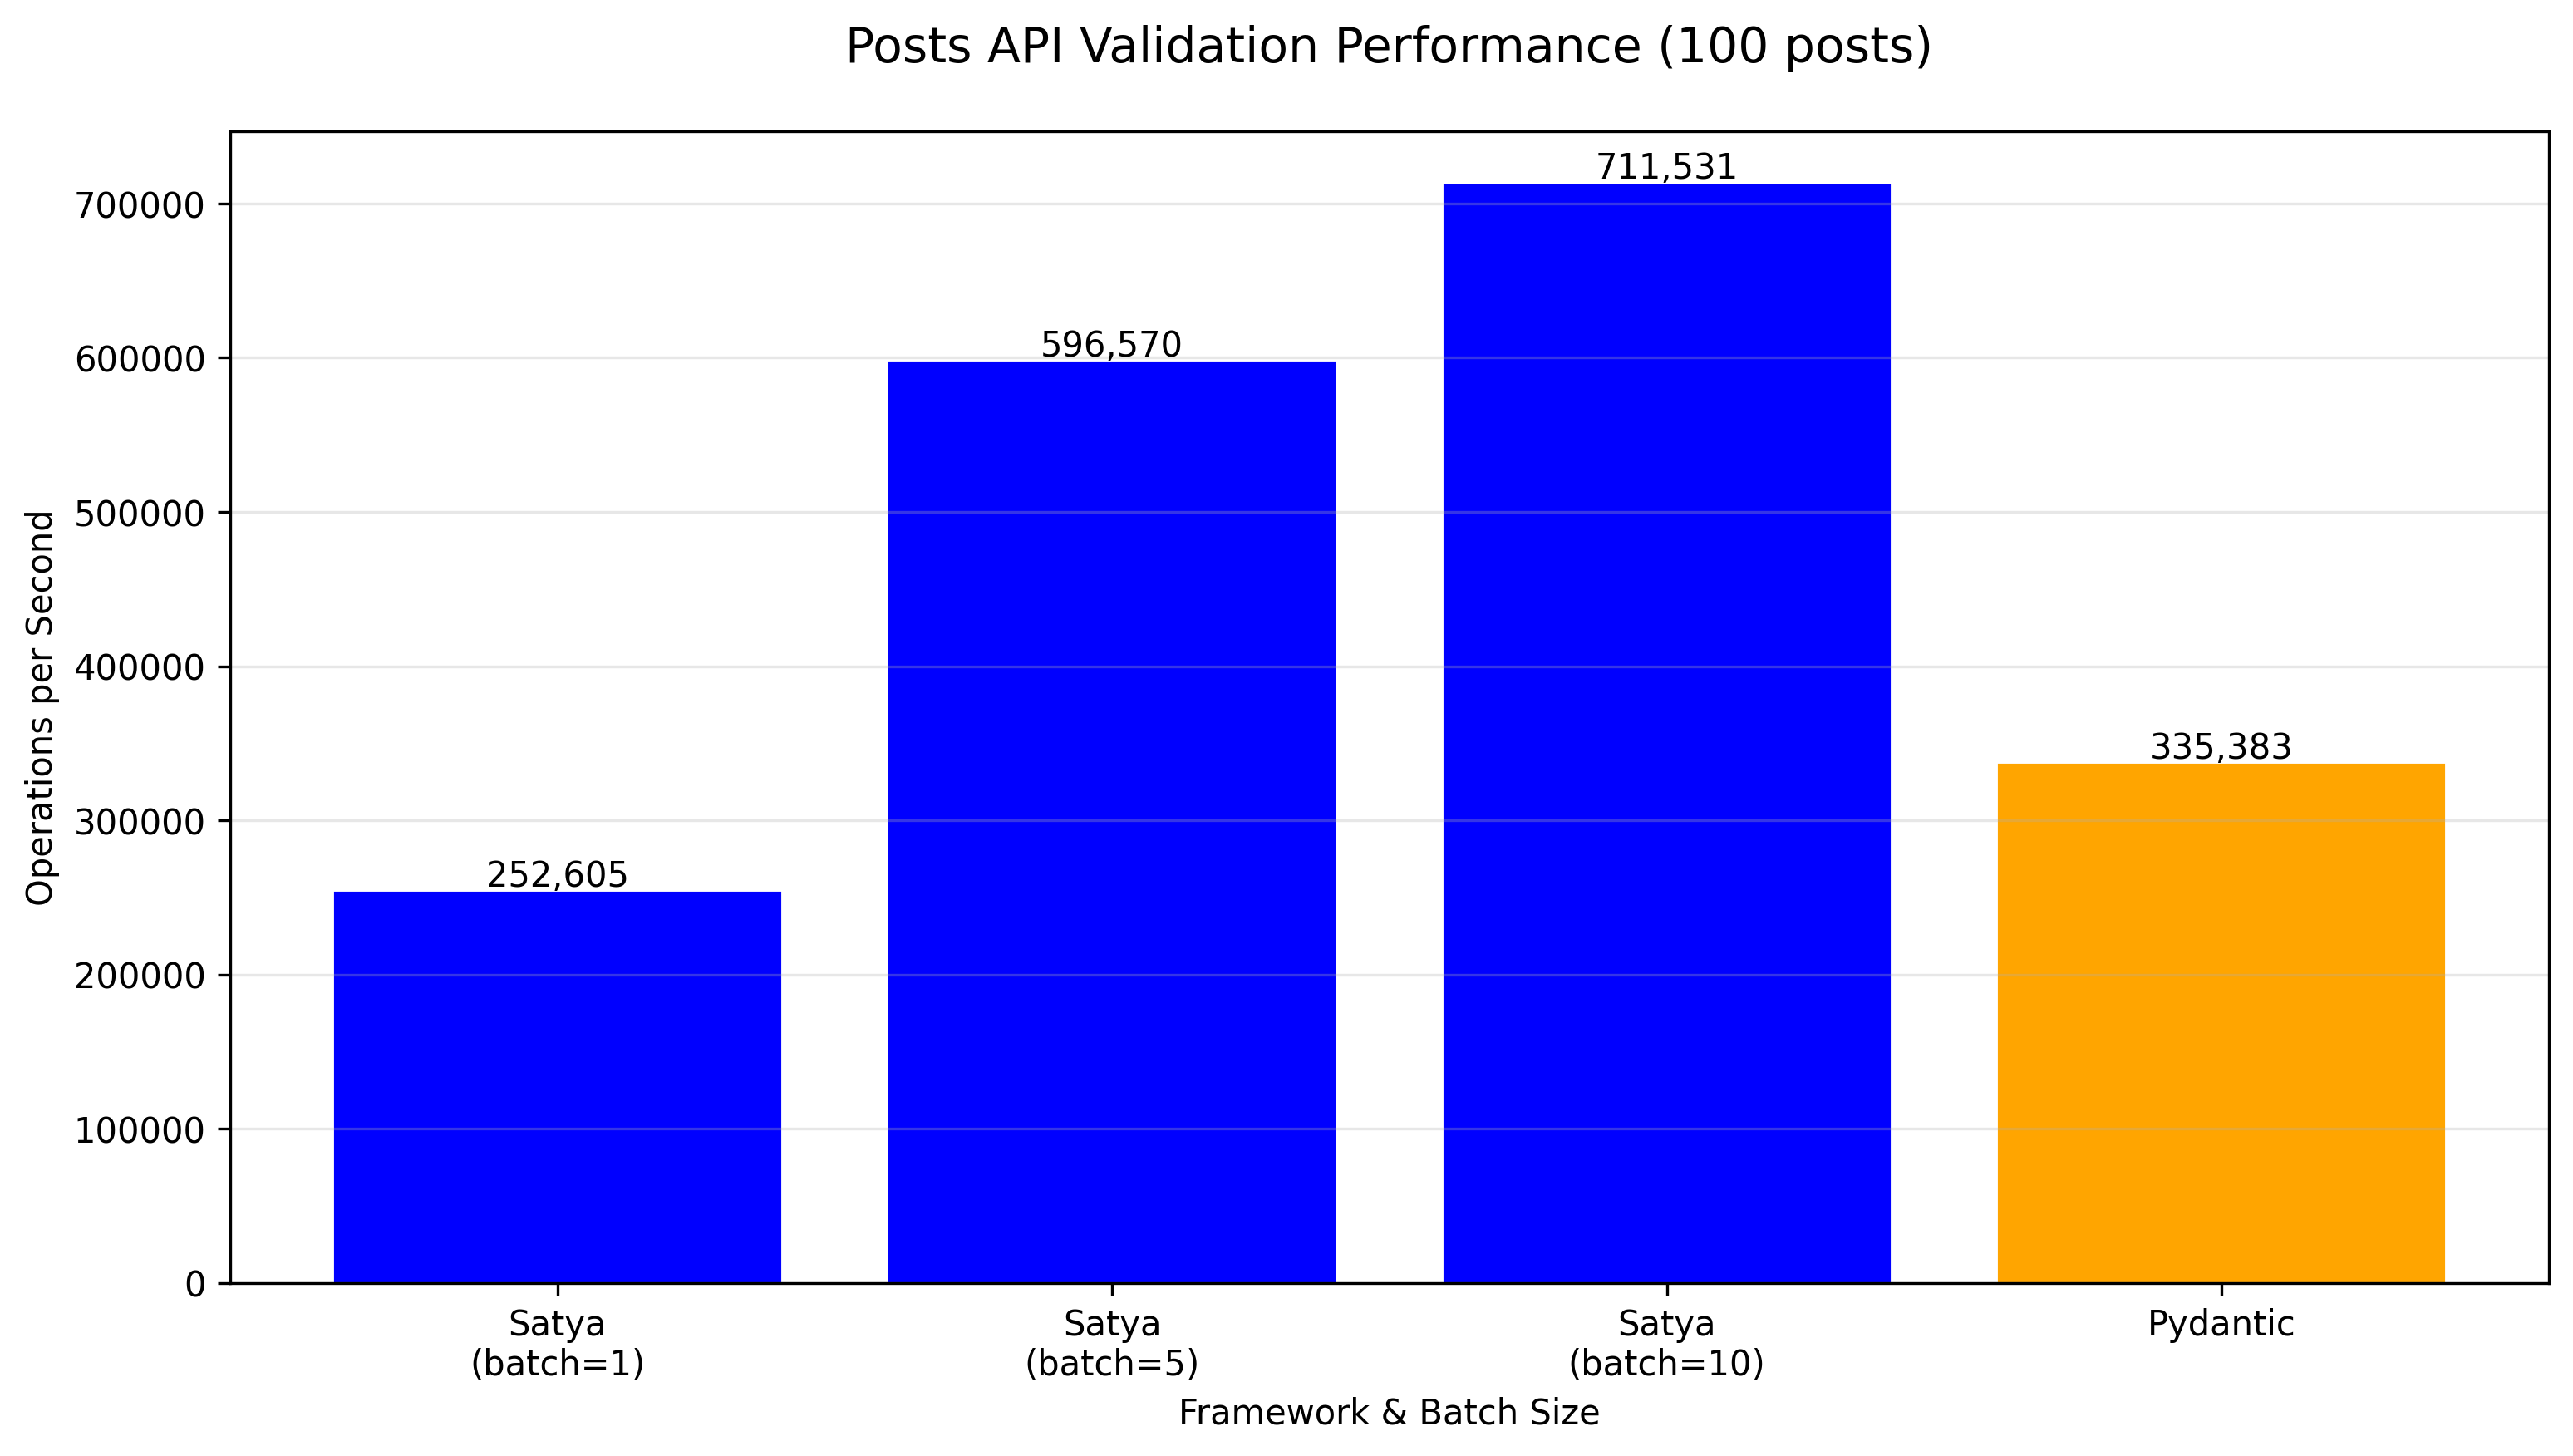 Posts API Validation Performance (100 posts)
Operations per Second
700000
600000
500000
400000
300000
200000
100000
0
252,605
596,570
711,531
335,383
Satya
(batch=1)
Satya
(batch=5)
Satya
(batch=10)
Pydantic
Framework & Batch Size